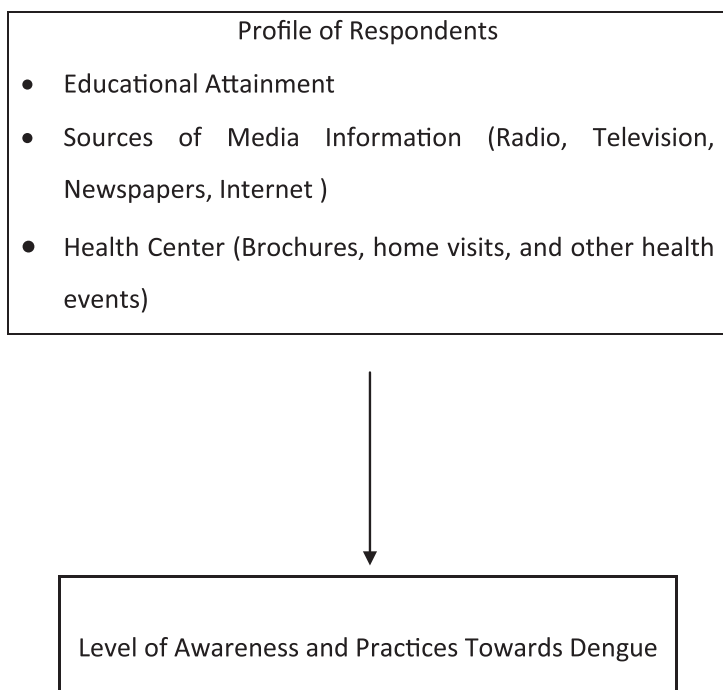 Profile of Respondents
• Educational Attainment
• Sources of Media Information (Radio, Television,
Newspapers, Internet )
• Health Center (Brochures, home visits, and other health
events)
Level of Awareness and Practices Towards Dengue